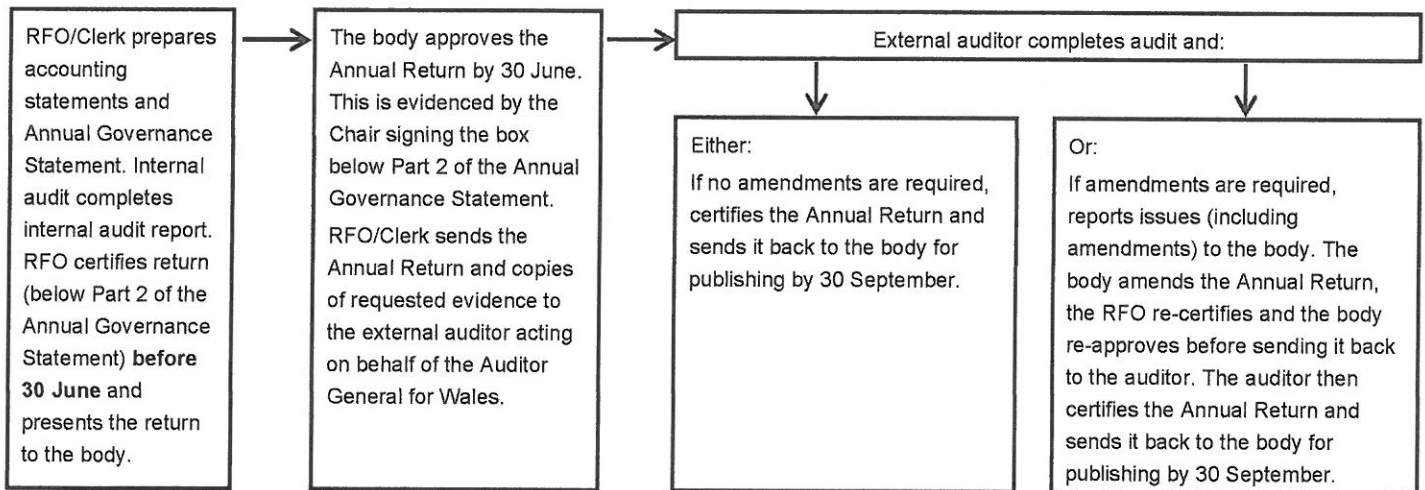 RFO/Clerk prepares
accounting
statements and
Annual Governance
Statement. Internal
audit completes
internal audit report.
RFO certifies return
(below Part 2 of the
Annual Governance
Statement) before
30 June and
presents the return
to the body.
The body approves the
Annual Return by 30 June.
This is evidenced by the
Chair signing the box
below Part 2 of the Annual
Governance Statement.
RFO/Clerk sends the
Annual Return and copies
of requested evidence to
the external auditor acting
on behalf of the Auditor
General for Wales.
External auditor completes audit and:
Either:
If no amendments are required,
certifies the Annual Return and
sends it back to the body for
publishing by 30 September.
Or:
If amendments are required,
reports issues (including
amendments) to the body. The
body amends the Annual Return,
the RFO re-certifies and the body
re-approves before sending it back
to the auditor. The auditor then
certifies the Annual Return and
sends it back to the body for
publishing by 30 September.